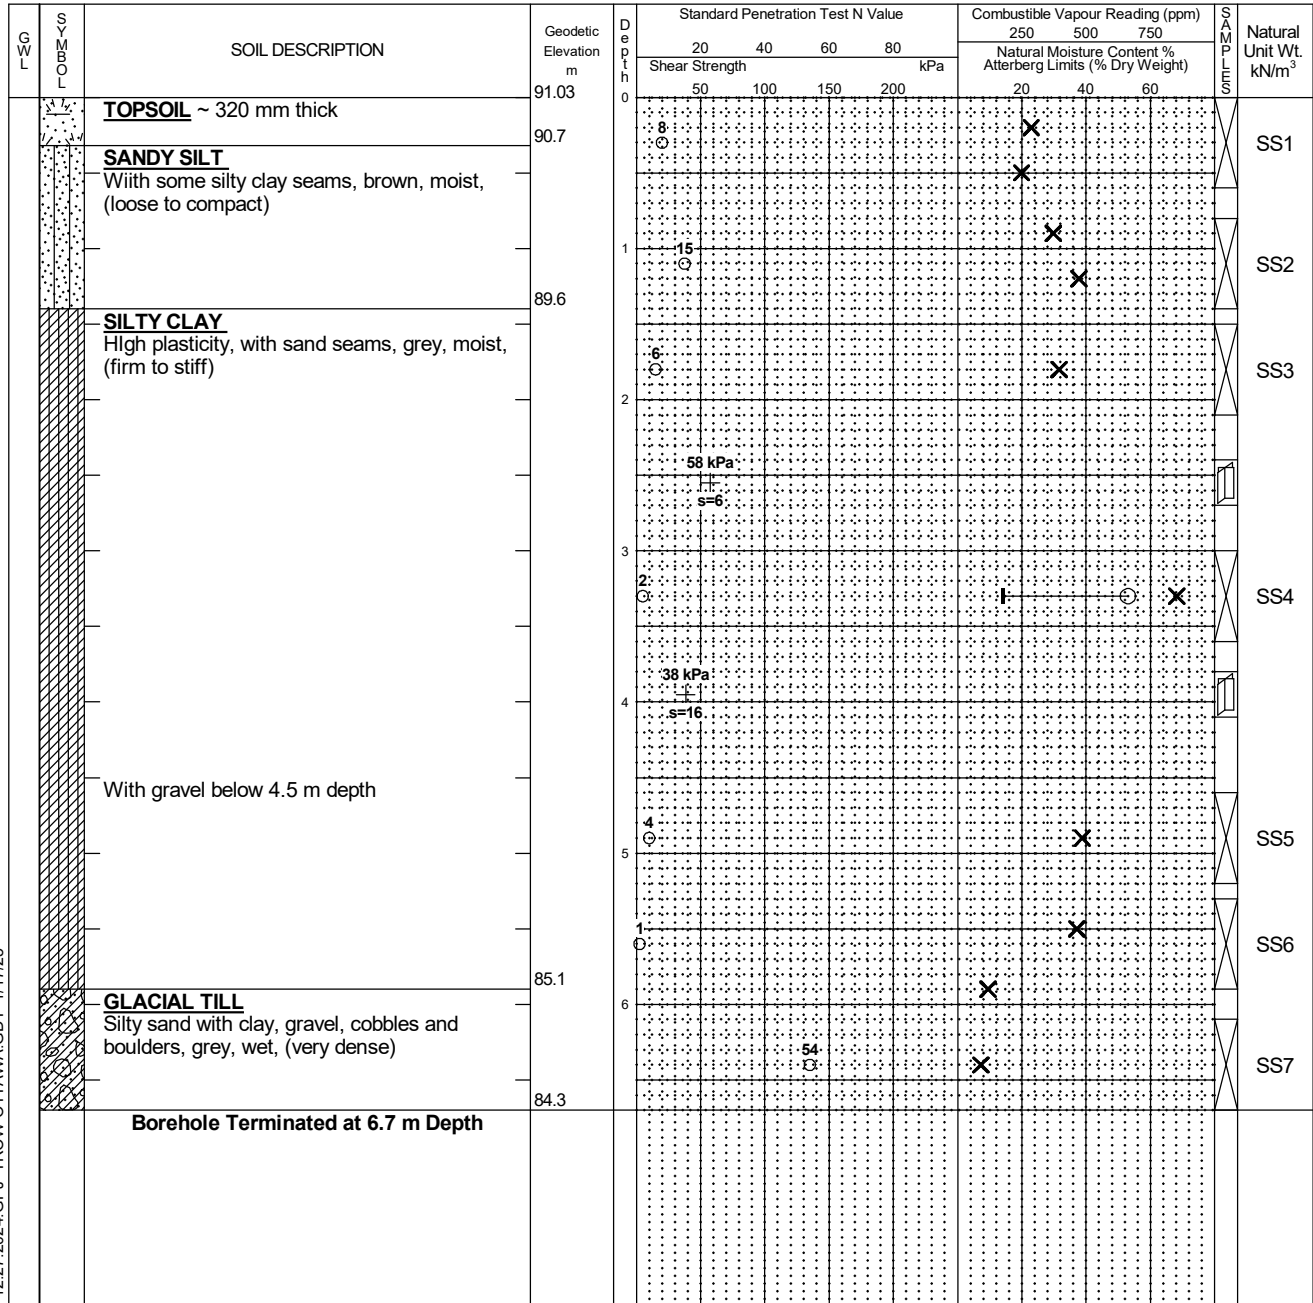 GWL
SYMBOL
SOIL DESCRIPTION
Geodetic
Elevation
m
Depth
Standard Penetration Test N Value
20 40 60 80
Shear Strength kPa
50 100 150 200
Combustible Vapour Reading (ppm)
250 500 750
Natural Moisture Content %
Atterberg Limits (% Dry Weight)
20 40 60
SAMPLES
Natural
Unit Wt.
kN/m³
91.03
0
TOPSOIL ~ 320 mm thick
90.7
8
SS1
SANDY SILT
Wiith some silty clay seams, brown, moist,
(loose to compact)
1
15
SS2
89.6
SILTY CLAY
HIgh plasticity, with sand seams, grey, moist,
(firm to stiff)
6
SS3
2
58 kPa
s=6
3
2
SS4
38 kPa
4
s=16
With gravel below 4.5 m depth
4
SS5
5
1
SS6
85.1
GLACIAL TILL
6
Silty sand with clay, gravel, cobbles and
boulders, grey, wet, (very dense)
54
SS7
84.3
Borehole Terminated at 6.7 m Depth